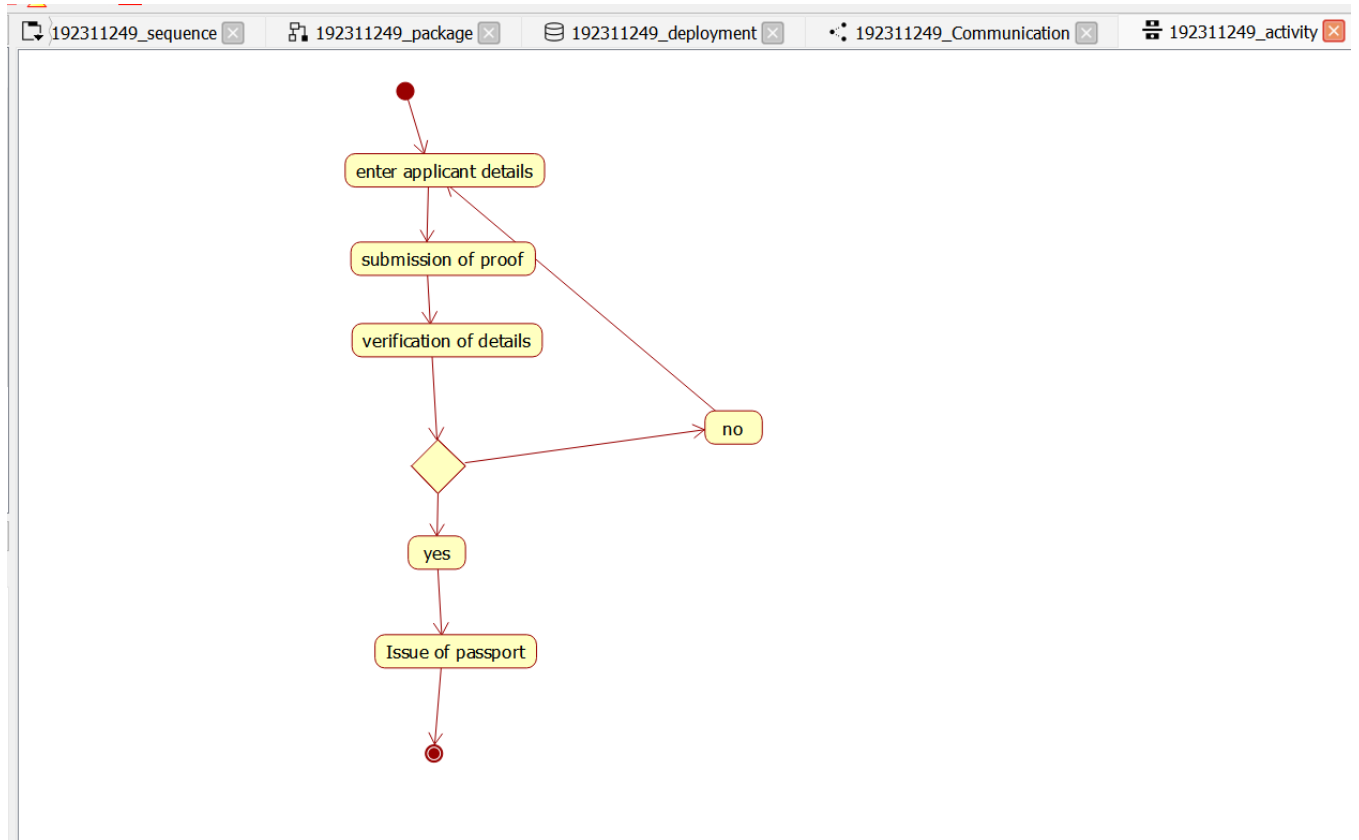 192311249_sequence
192311249_package
192311249_deployment
192311249_Communication
192311249_activity
enter applicant details
submission of proof
verification of details
no
yes
Issue of passport